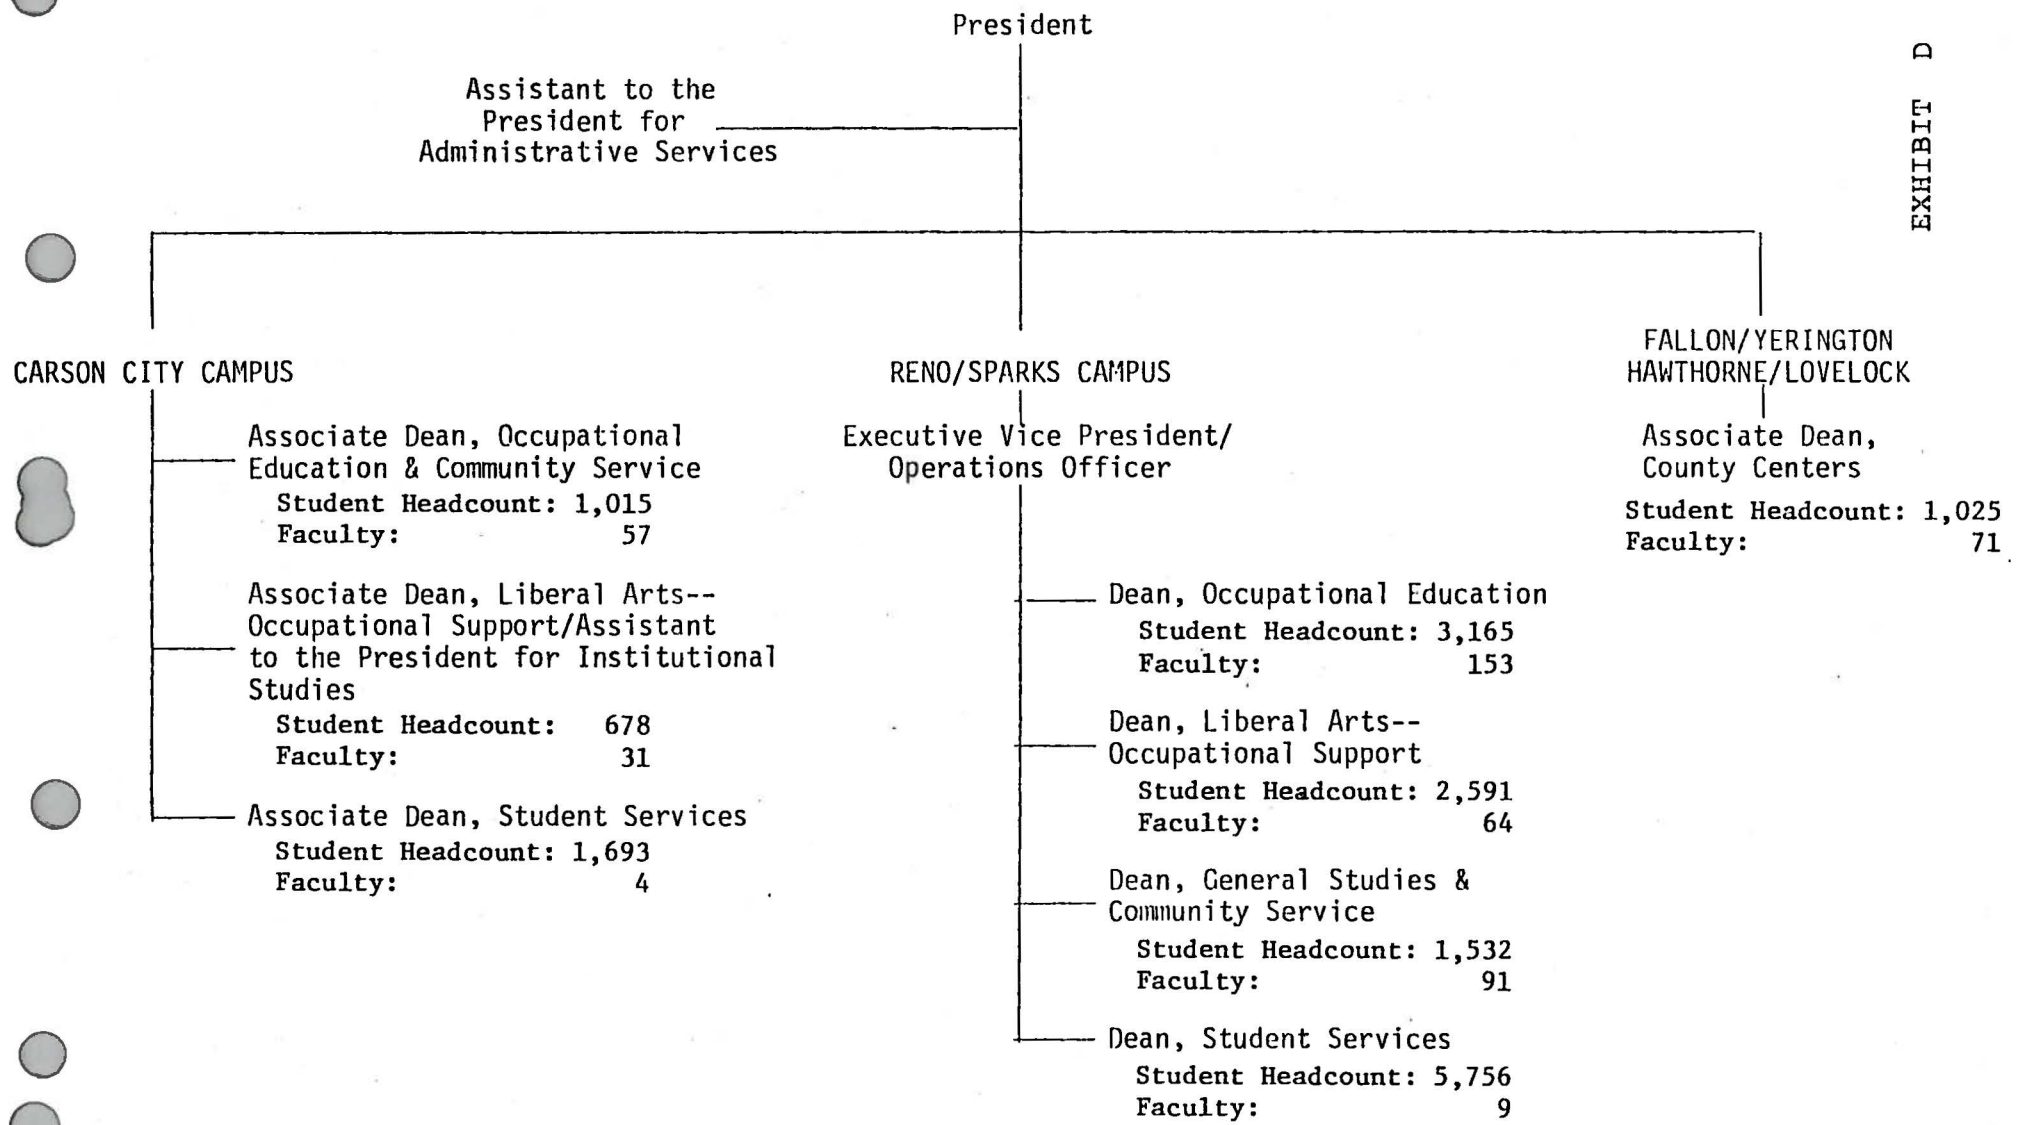 President
EXHIBIT D
Assistant to the
President for
Administrative Services
CARSON CITY CAMPUS
Associate Dean, Occupational
Education & Community Service
Student Headcount: 1,015
Faculty: 57
Associate Dean, Liberal Arts--
Occupational Support/Assistant
to the President for Institutional
Studies
Student Headcount: 678
Faculty: 31
Associate Dean, Student Services
Student Headcount: 1,693
Faculty: 4
RENO/SPARKS CAMPUS
Executive Vice President/
Operations Officer
Dean, Occupational Education
Student Headcount: 3,165
Faculty: 153
Dean, Liberal Arts--
Occupational Support
Student Headcount: 2,591
Faculty: 64
Dean, General Studies &
Community Service
Student Headcount: 1,532
Faculty: 91
Dean, Student Services
Student Headcount: 5,756
Faculty: 9
FALLON/YERINGTON
HAWTHORNE/LOVELOCK
Associate Dean,
County Centers
Student Headcount: 1,025
Faculty: 71